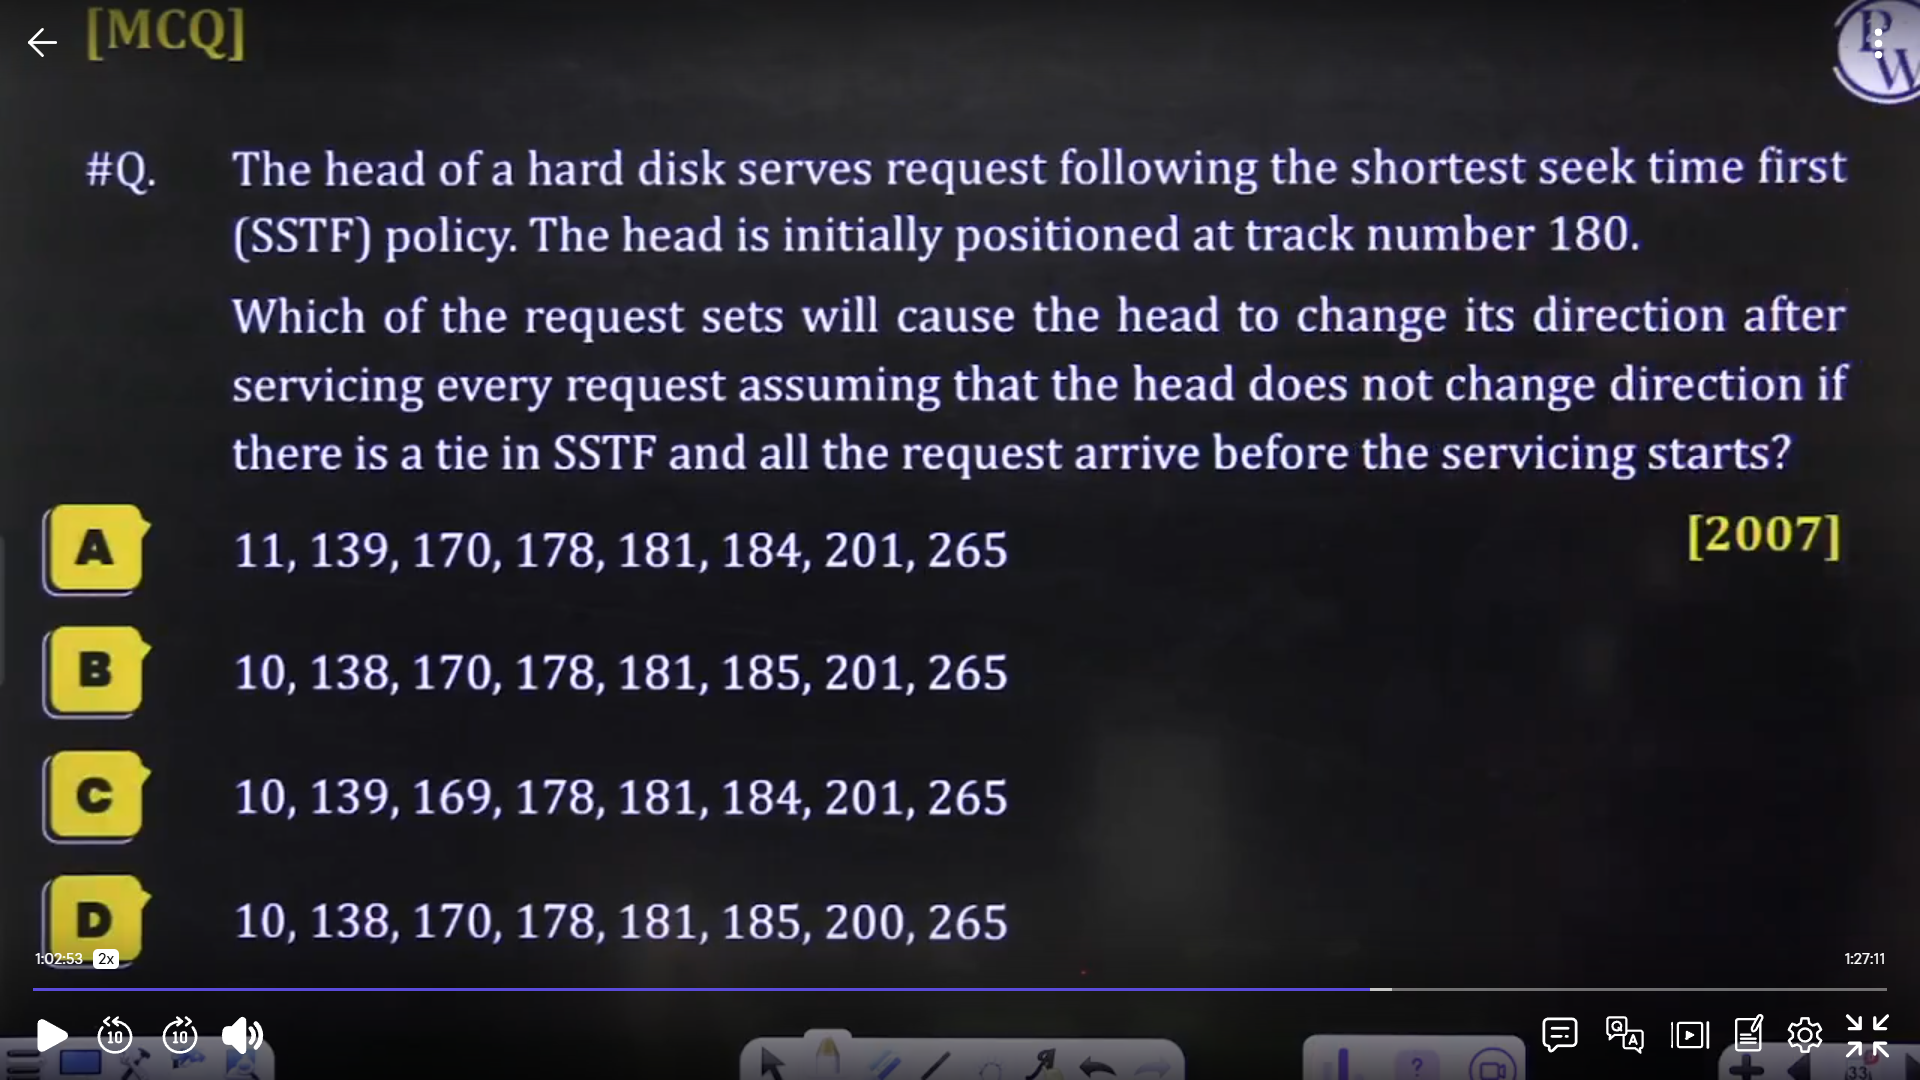 [MCQ]
PW
#Q. The head of a hard disk serves request following the shortest seek time first
(SSTF) policy. The head is initially positioned at track number 180.
Which of the request sets will cause the head to change its direction after
servicing every request assuming that the head does not change direction if
there is a tie in SSTF and all the request arrive before the servicing starts?
A 11, 139, 170, 178, 181, 184, 201, 265 [2007]
B 10, 138, 170, 178, 181, 185, 201, 265
C 10, 139, 169, 178, 181, 184, 201, 265
D 10, 138, 170, 178, 181, 185, 200, 265
1:02:53 2x 1:27:11
10 10 Q A
? 33